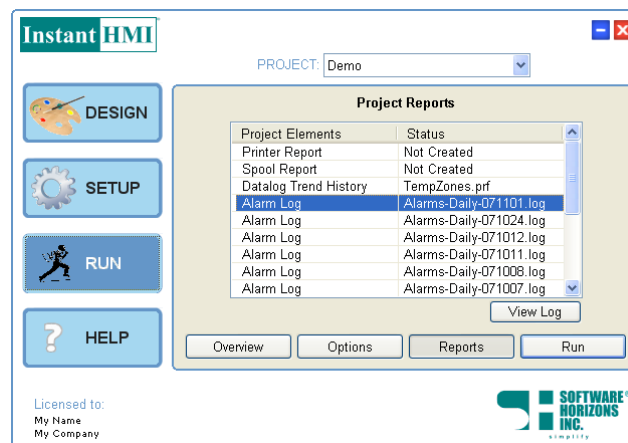 Instant HMI
PROJECT: Demo
DESIGN
SETUP
RUN
HELP
Project Reports
Project Elements Status
Printer Report Not Created
Spool Report Not Created
Datalog Trend History TempZones.prf
Alarm Log Alarms-Daily-071101.log
Alarm Log Alarms-Daily-071024.log
Alarm Log Alarms-Daily-071012.log
Alarm Log Alarms-Daily-071011.log
Alarm Log Alarms-Daily-071008.log
Alarm Log Alarms-Daily-071007.log
View Log
Overview Options Reports Run
Licensed to:
My Name
My Company
SOFTWARE®
HORIZONS
INC.
simplify